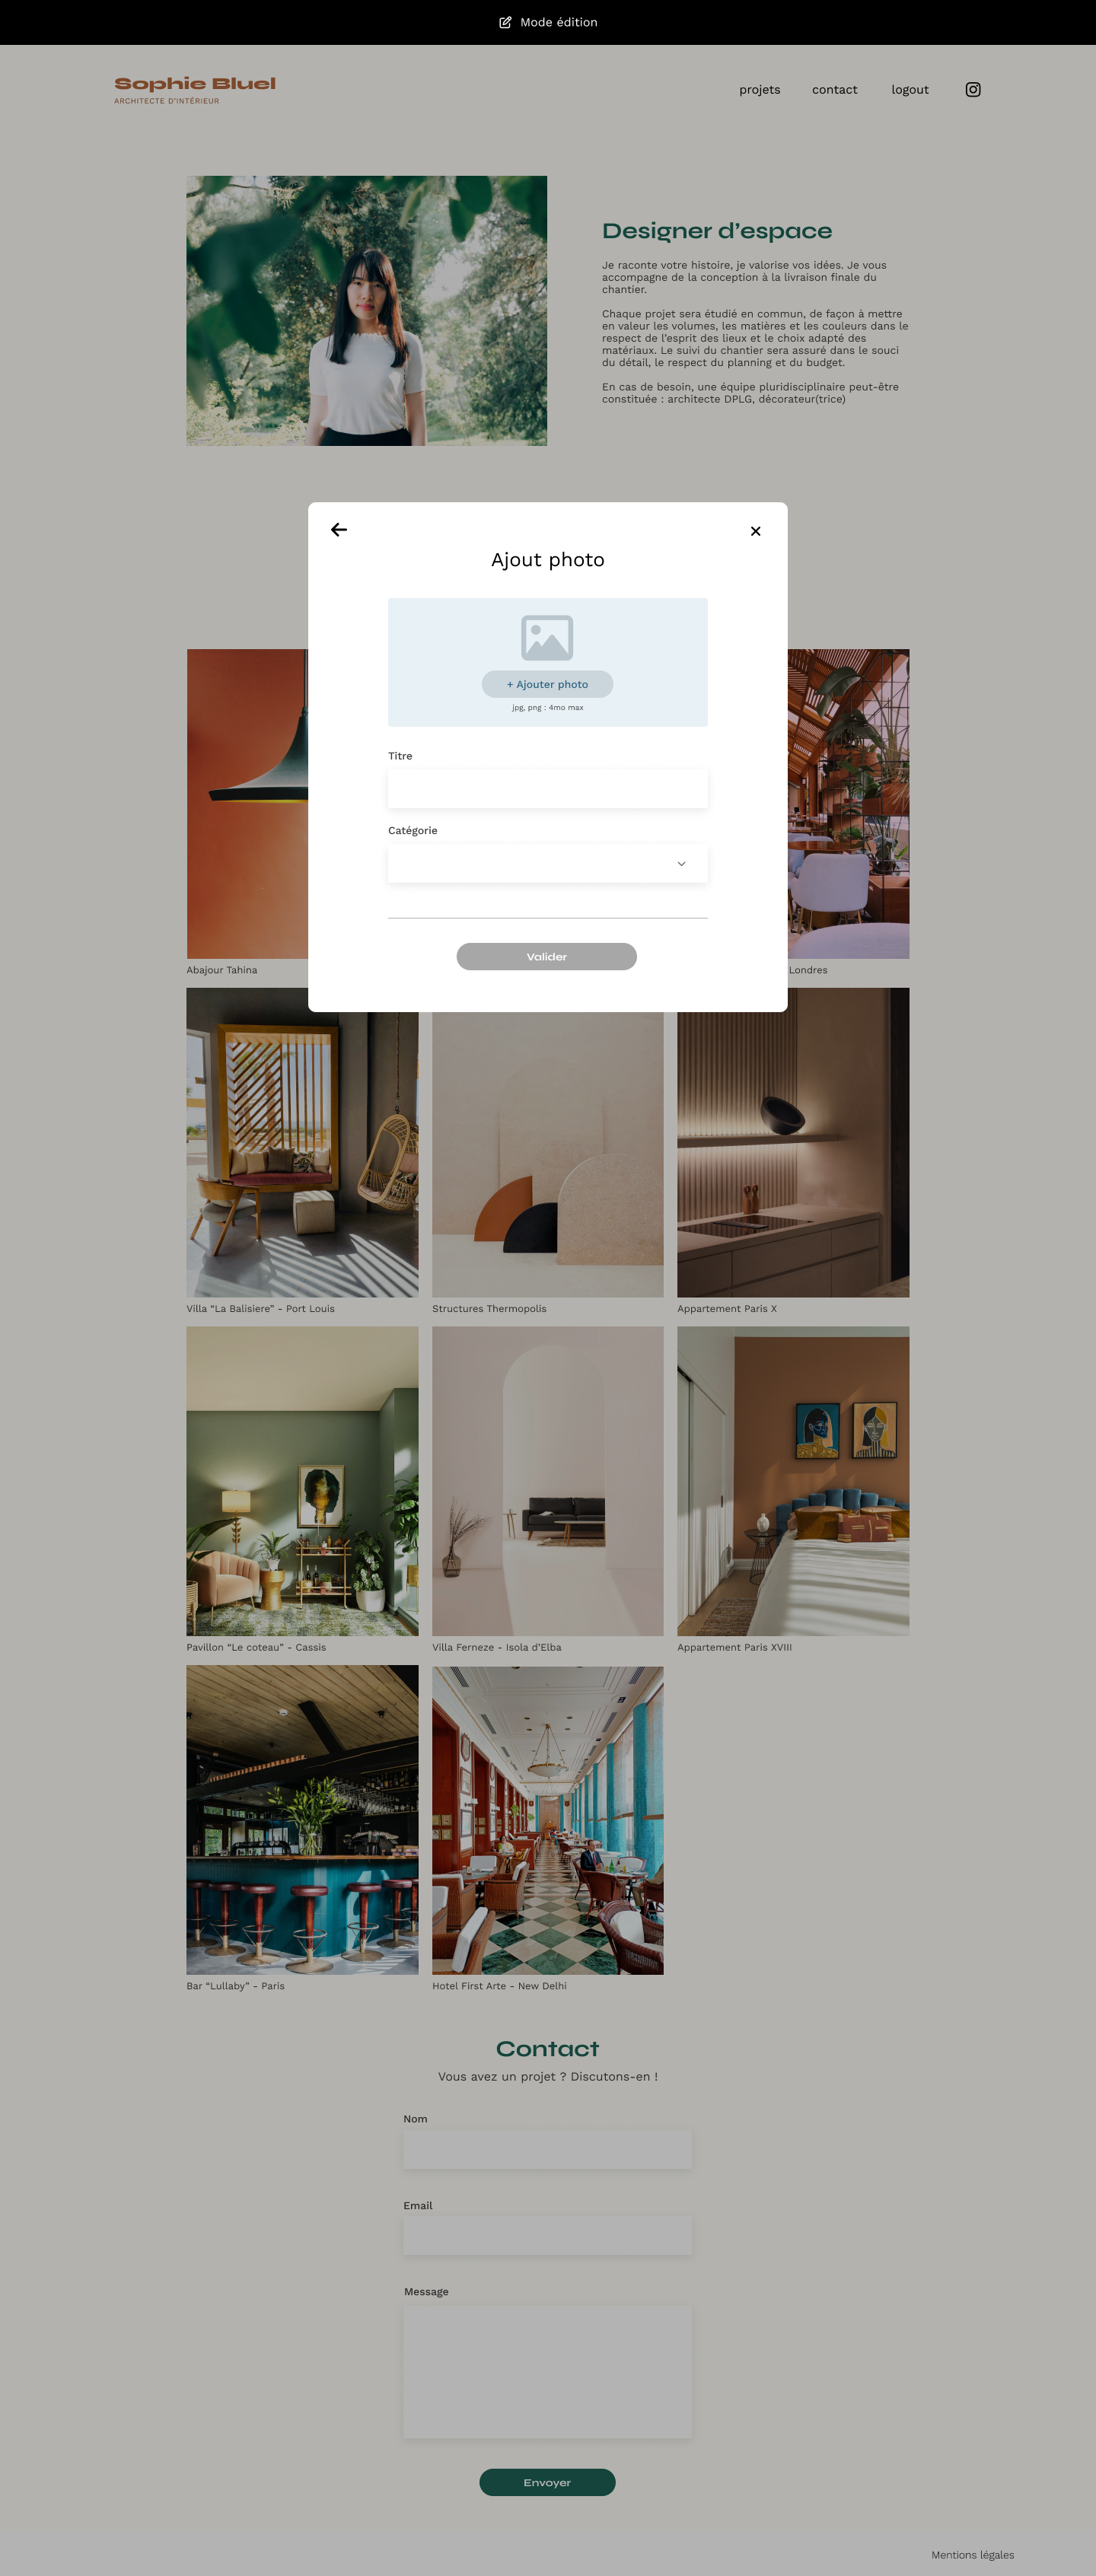 Mode édition
Sophie Bluel
ARCHITECTE D'INTÉRIEUR
projets
contact
logout
Designer d’espace
Je raconte votre histoire, je valorise vos idées. Je vous
accompagne de la conception à la livraison finale du
chantier.
Chaque projet sera étudié en commun, de façon à mettre
en valeur les volumes, les matières et les couleurs dans le
respect de l’esprit des lieux et le choix adapté des
matériaux. Le suivi du chantier sera assuré dans le souci
du détail, le respect du planning et du budget.
En cas de besoin, une équipe pluridisciplinaire peut-être
constituée : architecte DPLG, décorateur(trice)
Ajout photo
+ Ajouter photo
jpg, png : 4mo max
Titre
Catégorie
Valider
Abajour Tahina
Londres
Villa “La Balisiere” - Port Louis
Structures Thermopolis
Appartement Paris X
Pavillon “Le coteau” - Cassis
Villa Ferneze - Isola d’Elba
Appartement Paris XVIII
Bar “Lullaby” - Paris
Hotel First Arte - New Delhi
Contact
Vous avez un projet ? Discutons-en !
Nom
Email
Message
Envoyer
Mentions légales